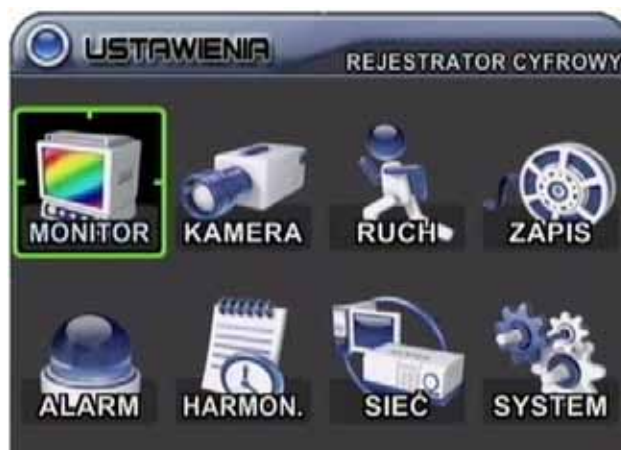 USTAWIENIA
REJESTRATOR CYFROWY
MONITOR KAMERA RUCH ZAPIS
ALARM HARMON. SIEĆ SYSTEM